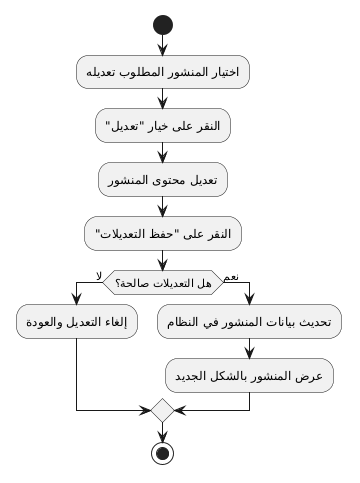 اختيار المنشور المطلوب تعديله
النقر على خيار "تعديل"
تعديل محتوى المنشور
النقر على "حفظ التعديلات"
هل التعديلات صالحة؟
نعم
لا
تحديث بيانات المنشور في النظام
إلغاء التعديل والعودة
عرض المنشور بالشكل الجديد